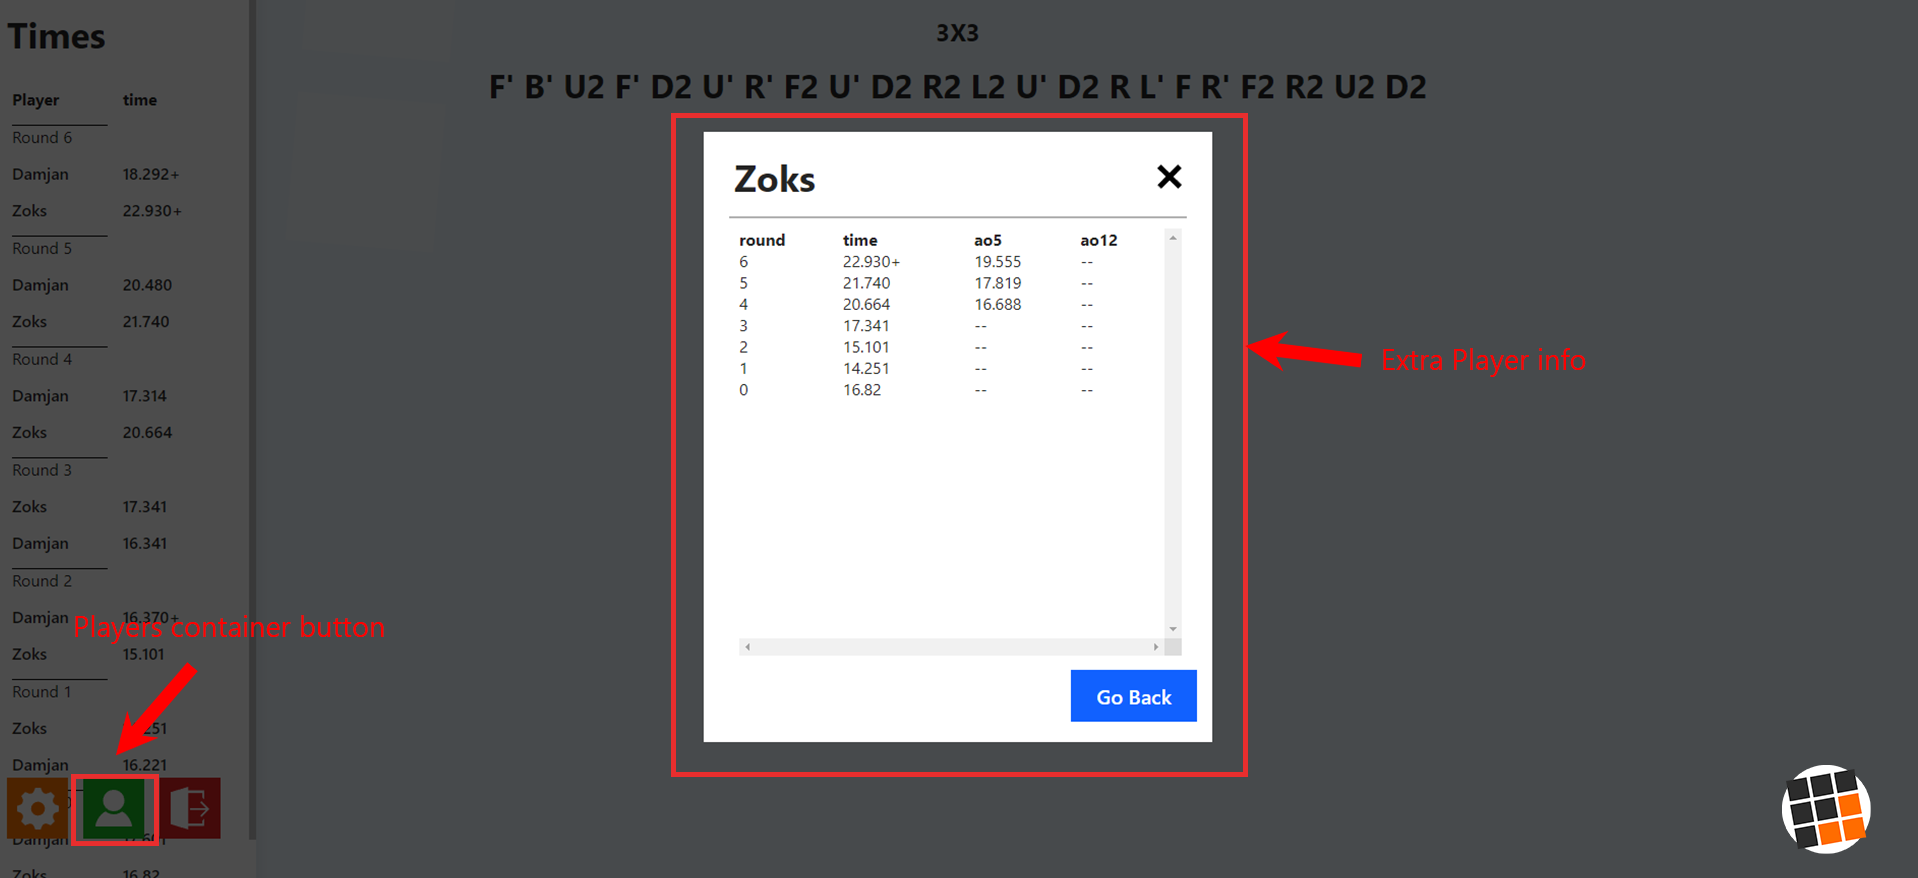 Times
Player time
Round 6
Damjan 18.292+
Zoks 22.930+
Round 5
Damjan 20.480
Zoks 21.740
Round 4
Damjan 17.314
Zoks 20.664
Round 3
Zoks 17.341
Damjan 16.341
Round 2
Damjan 16.370+
Zoks 15.101
Round 1
Zoks 251
Damjan 16.221
Damjan
Zoks 16.82
Players container button
3X3
F' B' U2 F' D2 U' R' F2 U' D2 R2 L2 U' D2 R L' F R' F2 R2 U2 D2
Zoks
round time ao5 ao12
6 22.930+ 19.555 --
5 21.740 17.819 --
4 20.664 16.688 --
3 17.341 -- --
2 15.101 -- --
1 14.251 -- --
0 16.82 -- --
Go Back
Extra Player info